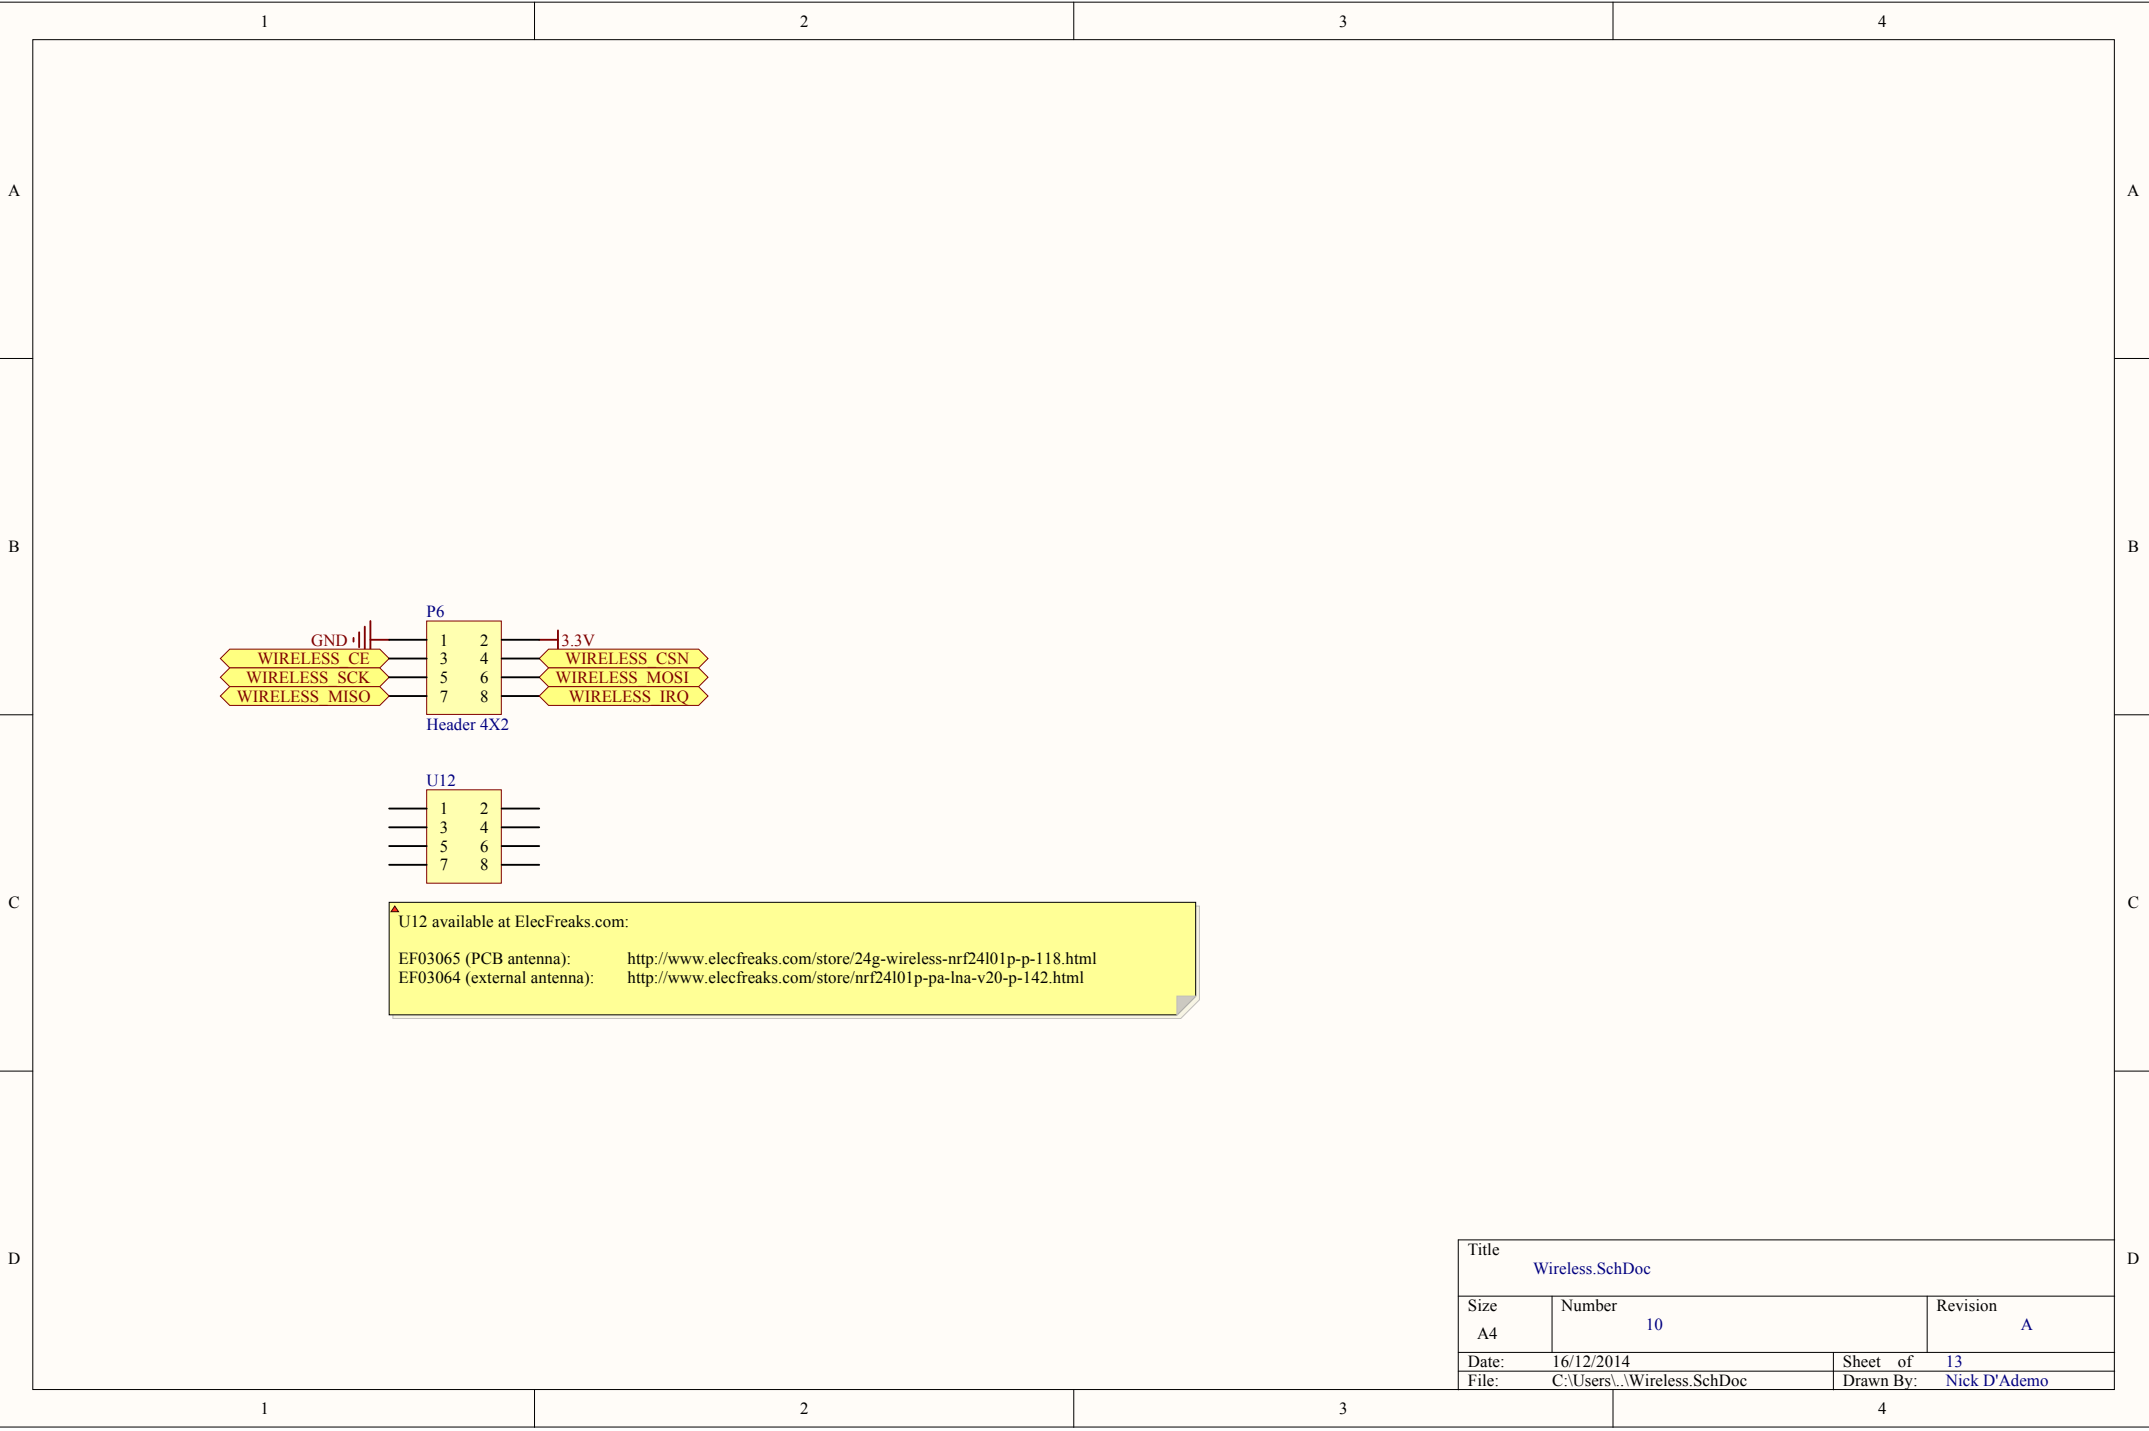 1 2 3 4
A A
B B
P6
GND 1 2 3.3V
WIRELESS_CE 3 4 WIRELESS_CSN
WIRELESS_SCK 5 6 WIRELESS_MOSI
WIRELESS_MISO 7 8 WIRELESS_IRQ
Header 4X2
U12
1 2
3 4
5 6
7 8
C C
U12 available at ElecFreaks.com:
EF03065 (PCB antenna): http://www.elecfreaks.com/store/24g-wireless-nrf24l01p-p-118.html
EF03064 (external antenna): http://www.elecfreaks.com/store/nrf24l01p-pa-lna-v20-p-142.html
D D
Title
Wireless.SchDoc
Size Number Revision
A4 10 A
Date: 16/12/2014 Sheet of 13
File: C:\Users\..\Wireless.SchDoc Drawn By: Nick D'Ademo
1 2 3 4